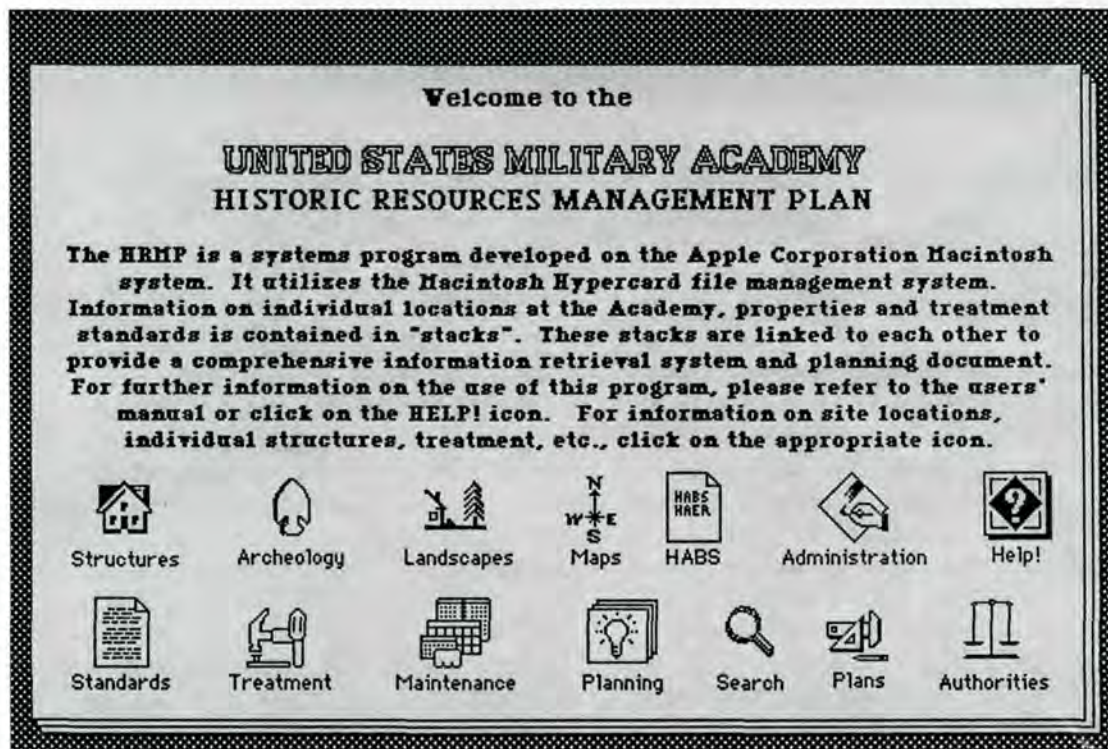 Welcome to the
UNITED STATES MILITARY ACADEMY
HISTORIC RESOURCES MANAGEMENT PLAN
The HRMP is a systems program developed on the Apple Corporation Macintosh
system. It utilizes the Macintosh Hypercard file management system.
Information on individual locations at the Academy, properties and treatment
standards is contained in "stacks". These stacks are linked to each other to
provide a comprehensive information retrieval system and planning document.
For further information on the use of this program, please refer to the users'
manual or click on the HELP! icon. For information on site locations,
individual structures, treatment, etc., click on the appropriate icon.
N
W E
S
HABS
HAER
?
Structures Archeology Landscapes Maps HABS Administration Help!
Standards Treatment Maintenance Planning Search Plans Authorities